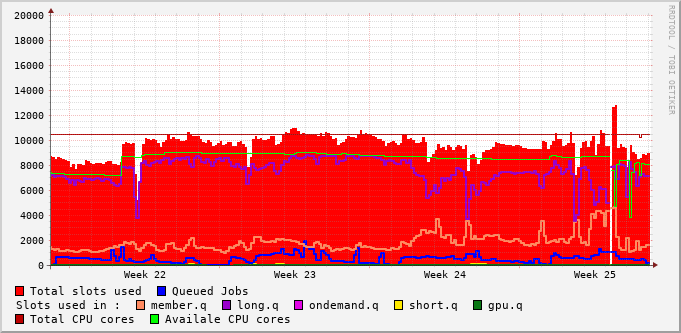 20000
18000
16000
14000
12000
10000
8000
6000
4000
2000
0
Week 22 Week 23 Week 24 Week 25
Total slots used Queued Jobs
Slots used in : member.q long.q ondemand.q short.q gpu.q
Total CPU cores Availale CPU cores
RRDTOOL / TOBI OETIKER